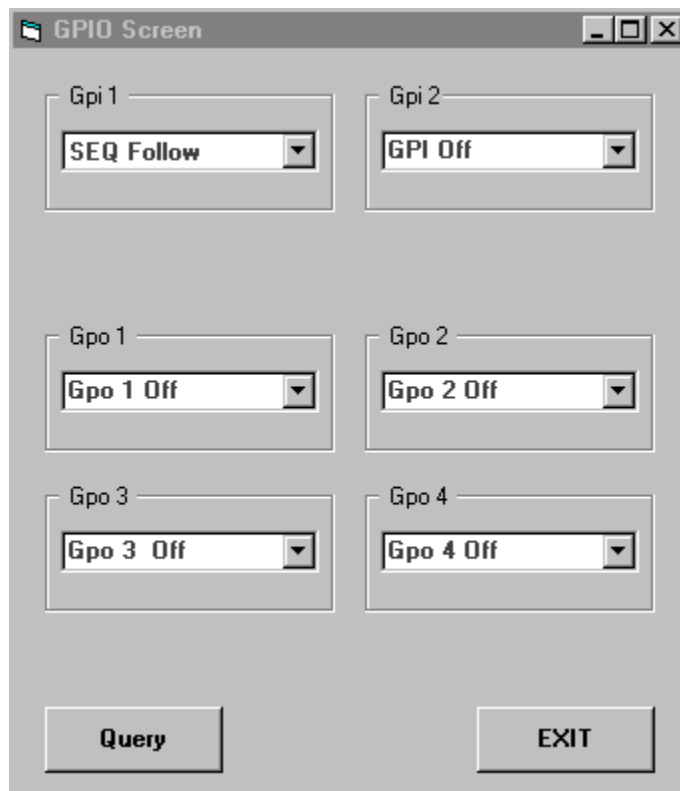 GPIO Screen
Gpi 1
Gpi 2
SEQ Follow
GPI Off
Gpo 1
Gpo 2
Gpo 1 Off
Gpo 2 Off
Gpo 3
Gpo 4
Gpo 3  Off
Gpo 4 Off
Query
EXIT